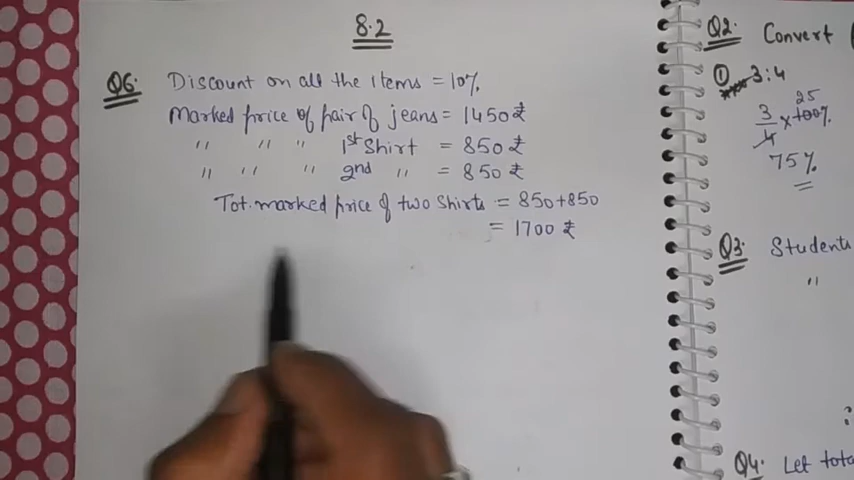 8.2
Q6. Discount on all the items = 10%.
Marked price of pair of jeans = 1450 ₹
" " " 1st Shirt = 850 ₹
" " " 2nd " = 850 ₹
Tot. marked price of two Shirts = 850+850
= 1700 ₹
Q2. Convert
① 3:4
25
3/4 × 100%
75%
Q3. Students
"
Q4. Let tota